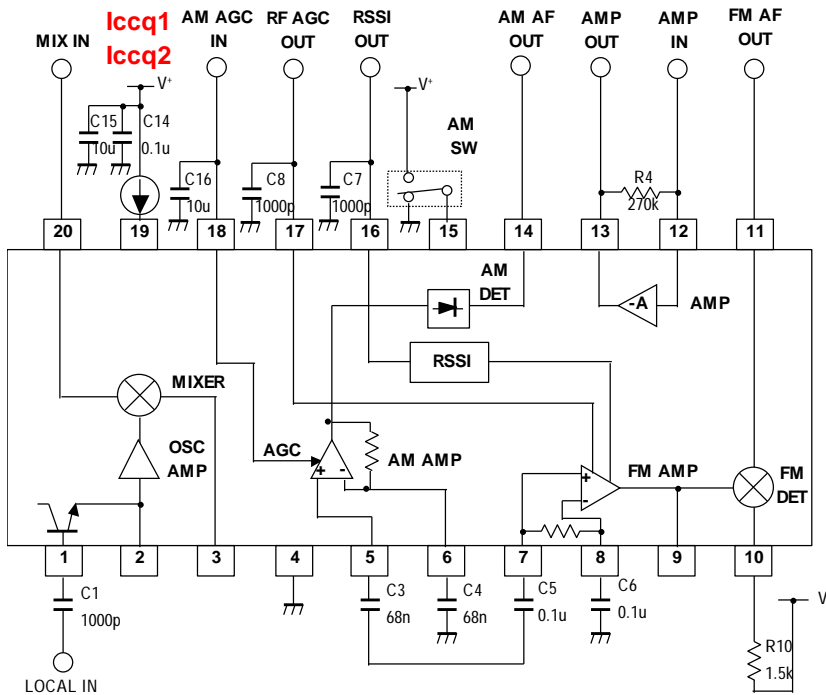 Iccq1
Iccq2
MIX IN
AM AGC
IN
RF AGC
OUT
RSSI
OUT
AM AF
OUT
AMP
OUT
AMP
IN
FM AF
OUT
V+
V+
C15
10u
C14
0.1u
C16
10u
C8
1000p
C7
1000p
AM
SW
R4
270k
20
19
18
17
16
15
14
13
12
11
AM
DET
-A
AMP
RSSI
MIXER
OSC
AMP
AGC
+
-
AM AMP
+
-
FM AMP
FM
DET
1
2
3
4
5
6
7
8
9
10
C1
1000p
C3
68n
C4
68n
C5
0.1u
C6
0.1u
V
R10
1.5k
LOCAL IN